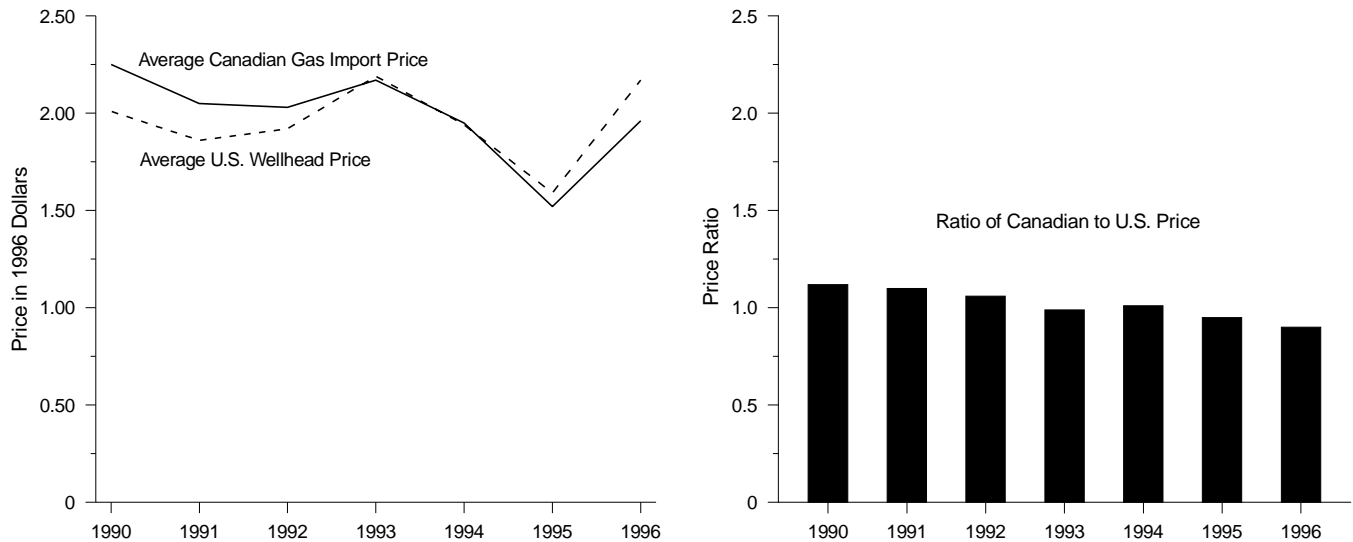 2.50
Average Canadian Gas Import Price
2.00
Average U.S. Wellhead Price
1.50
Price in 1996 Dollars
1.00
0.50
0
1990 1991 1992 1993 1994 1995 1996
2.5
2.0
1.5
Ratio of Canadian to U.S. Price
Price Ratio
1.0
0.5
0
1990 1991 1992 1993 1994 1995 1996